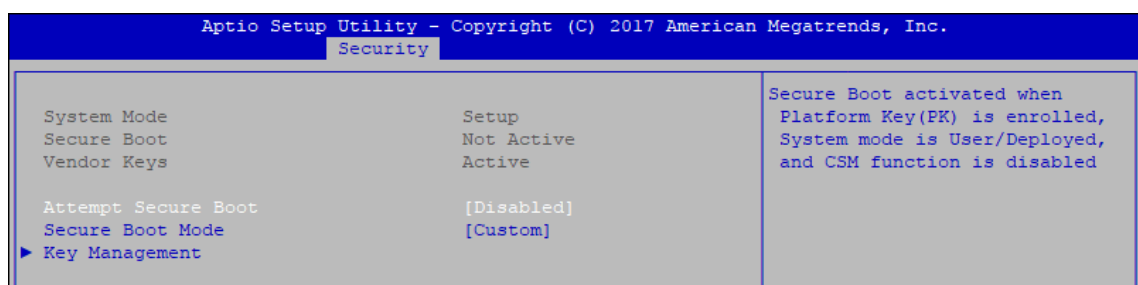 Aptio Setup Utility – Copyright (C) 2017 American Megatrends, Inc.
Security
System Mode Setup
Secure Boot Not Active
Vendor Keys Active
Attempt Secure Boot [Disabled]
Secure Boot Mode [Custom]
► Key Management
Secure Boot activated when
Platform Key(PK) is enrolled,
System mode is User/Deployed,
and CSM function is disabled